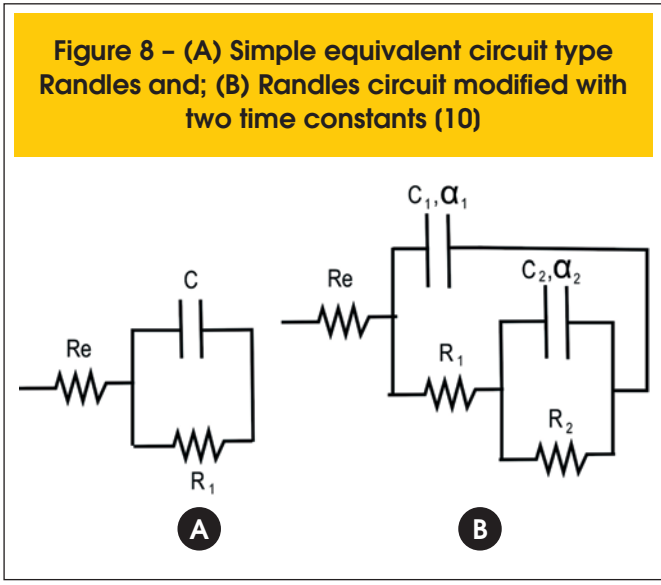 Figure 8 – (A) Simple equivalent circuit type
Randles and; (B) Randles circuit modified with
two time constants (10)
C
Re
R₁
A
C₁,α₁
Re
C₂,α₂
R₁
R₂
B